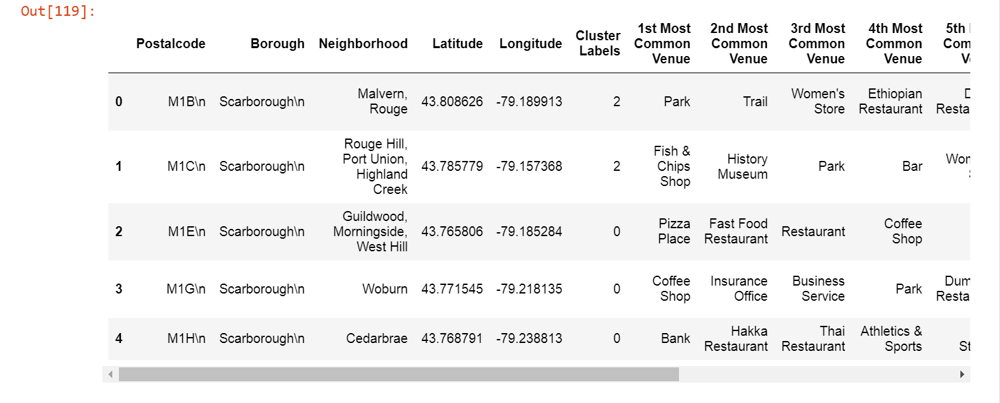 Out[119]:
Postalcode Borough Neighborhood Latitude Longitude Cluster Labels 1st Most Common Venue 2nd Most Common Venue 3rd Most Common Venue 4th Most Common Venue 5th
0 M1B\n Scarborough\n Malvern, Rouge 43.808626 -79.189913 2 Park Trail Women's Store Ethiopian Restaurant
1 M1C\n Scarborough\n Rouge Hill, Port Union, Highland Creek 43.785779 -79.157368 2 Fish & Chips Shop History Museum Park Bar
2 M1E\n Scarborough\n Guildwood, Morningside, West Hill 43.765806 -79.185284 0 Pizza Place Fast Food Restaurant Restaurant Coffee Shop
3 M1G\n Scarborough\n Woburn 43.771545 -79.218135 0 Coffee Shop Insurance Office Business Service Park
4 M1H\n Scarborough\n Cedarbrae 43.768791 -79.238813 0 Bank Hakka Restaurant Thai Restaurant Athletics & Sports